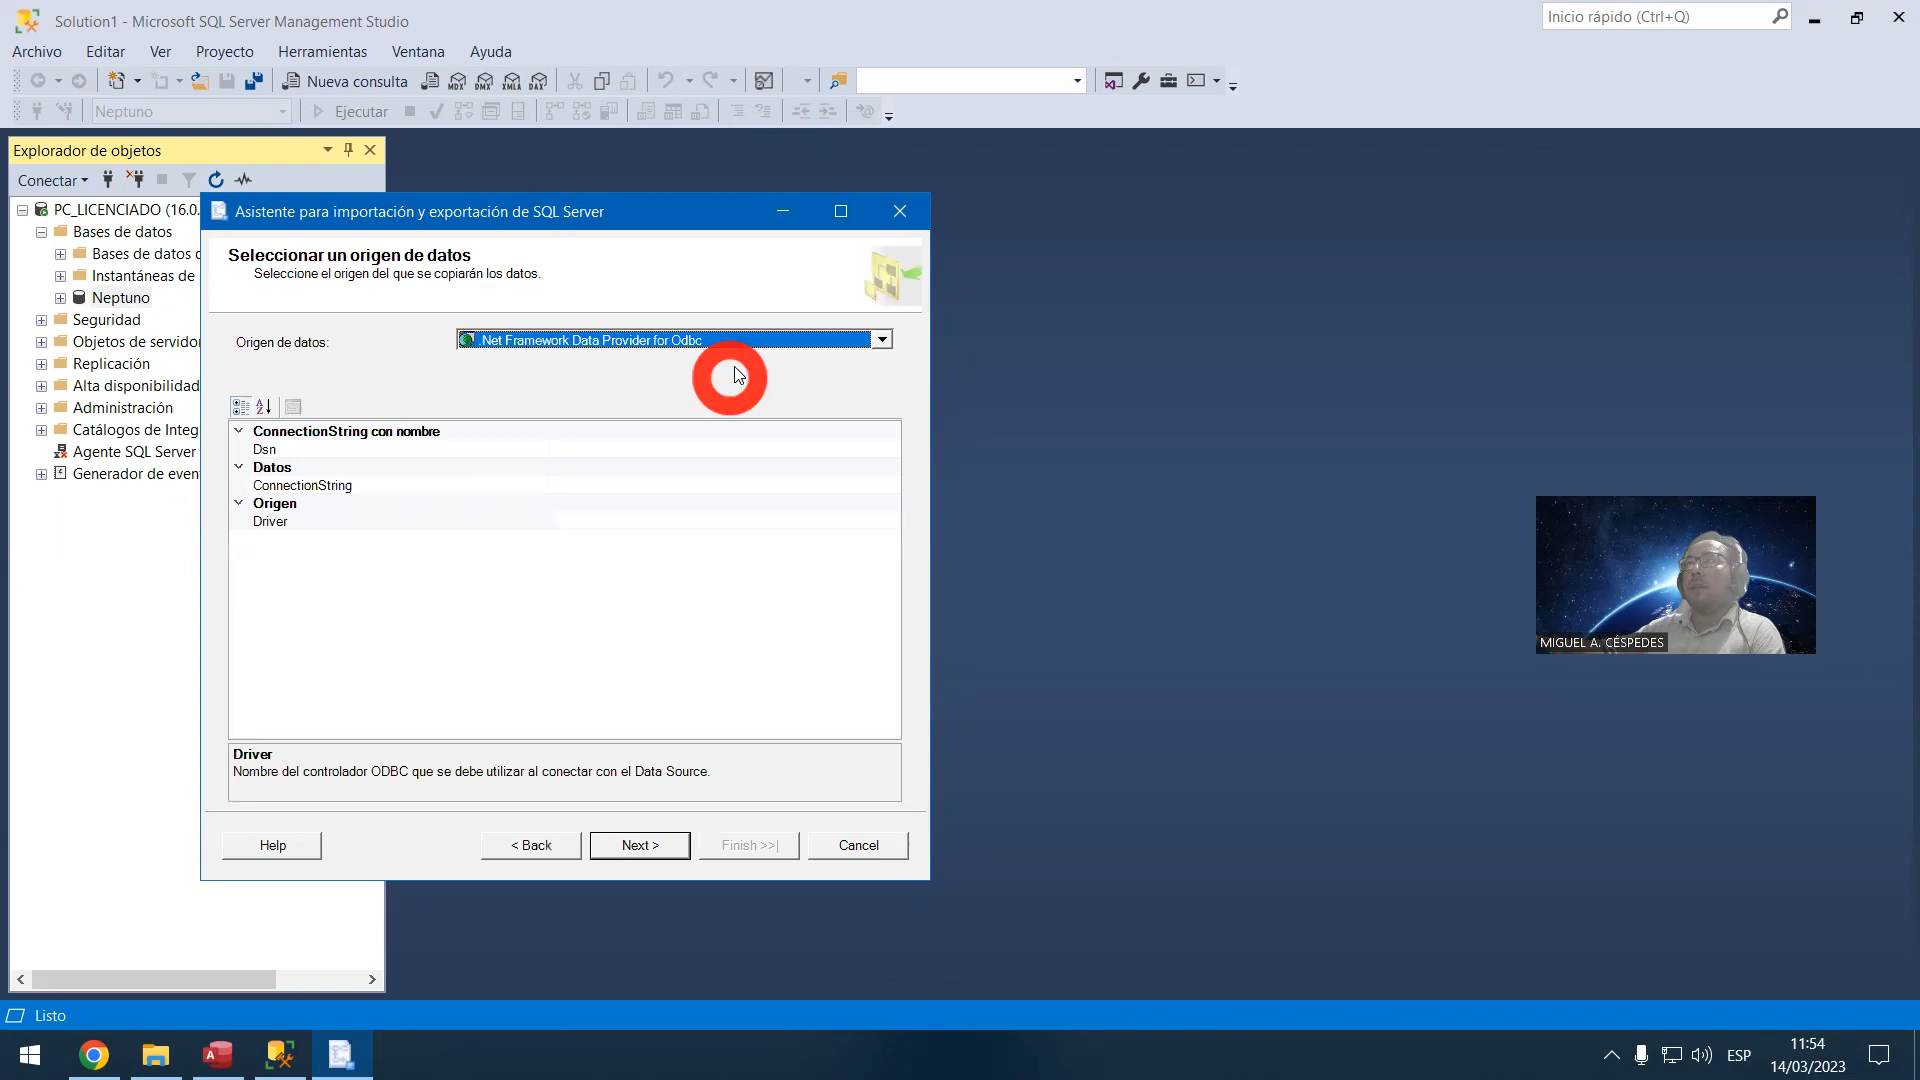 Solution1 - Microsoft SQL Server Management Studio
Inicio rápido (Ctrl+Q)
Archivo Editar Ver Proyecto Herramientas Ventana Ayuda
Nueva consulta MDX DMX XMLA DAX
Neptuno Ejecutar
Explorador de objetos
Conectar
PC_LICENCIADO (16.0.
Bases de datos
Bases de datos d
Instantáneas de
Neptuno
Seguridad
Objetos de servidor
Replicación
Alta disponibilidad
Administración
Catálogos de Integ
Agente SQL Server
Generador de even
Asistente para importación y exportación de SQL Server
Seleccionar un origen de datos
Seleccione el origen del que se copiarán los datos.
Origen de datos: .Net Framework Data Provider for Odbc
ConnectionString con nombre
Dsn
Datos
ConnectionString
Origen
Driver
Driver
Nombre del controlador ODBC que se debe utilizar al conectar con el Data Source.
Help < Back Next > Finish >>| Cancel
MIGUEL A. CÉSPEDES
Listo
ESP
11:54
14/03/2023